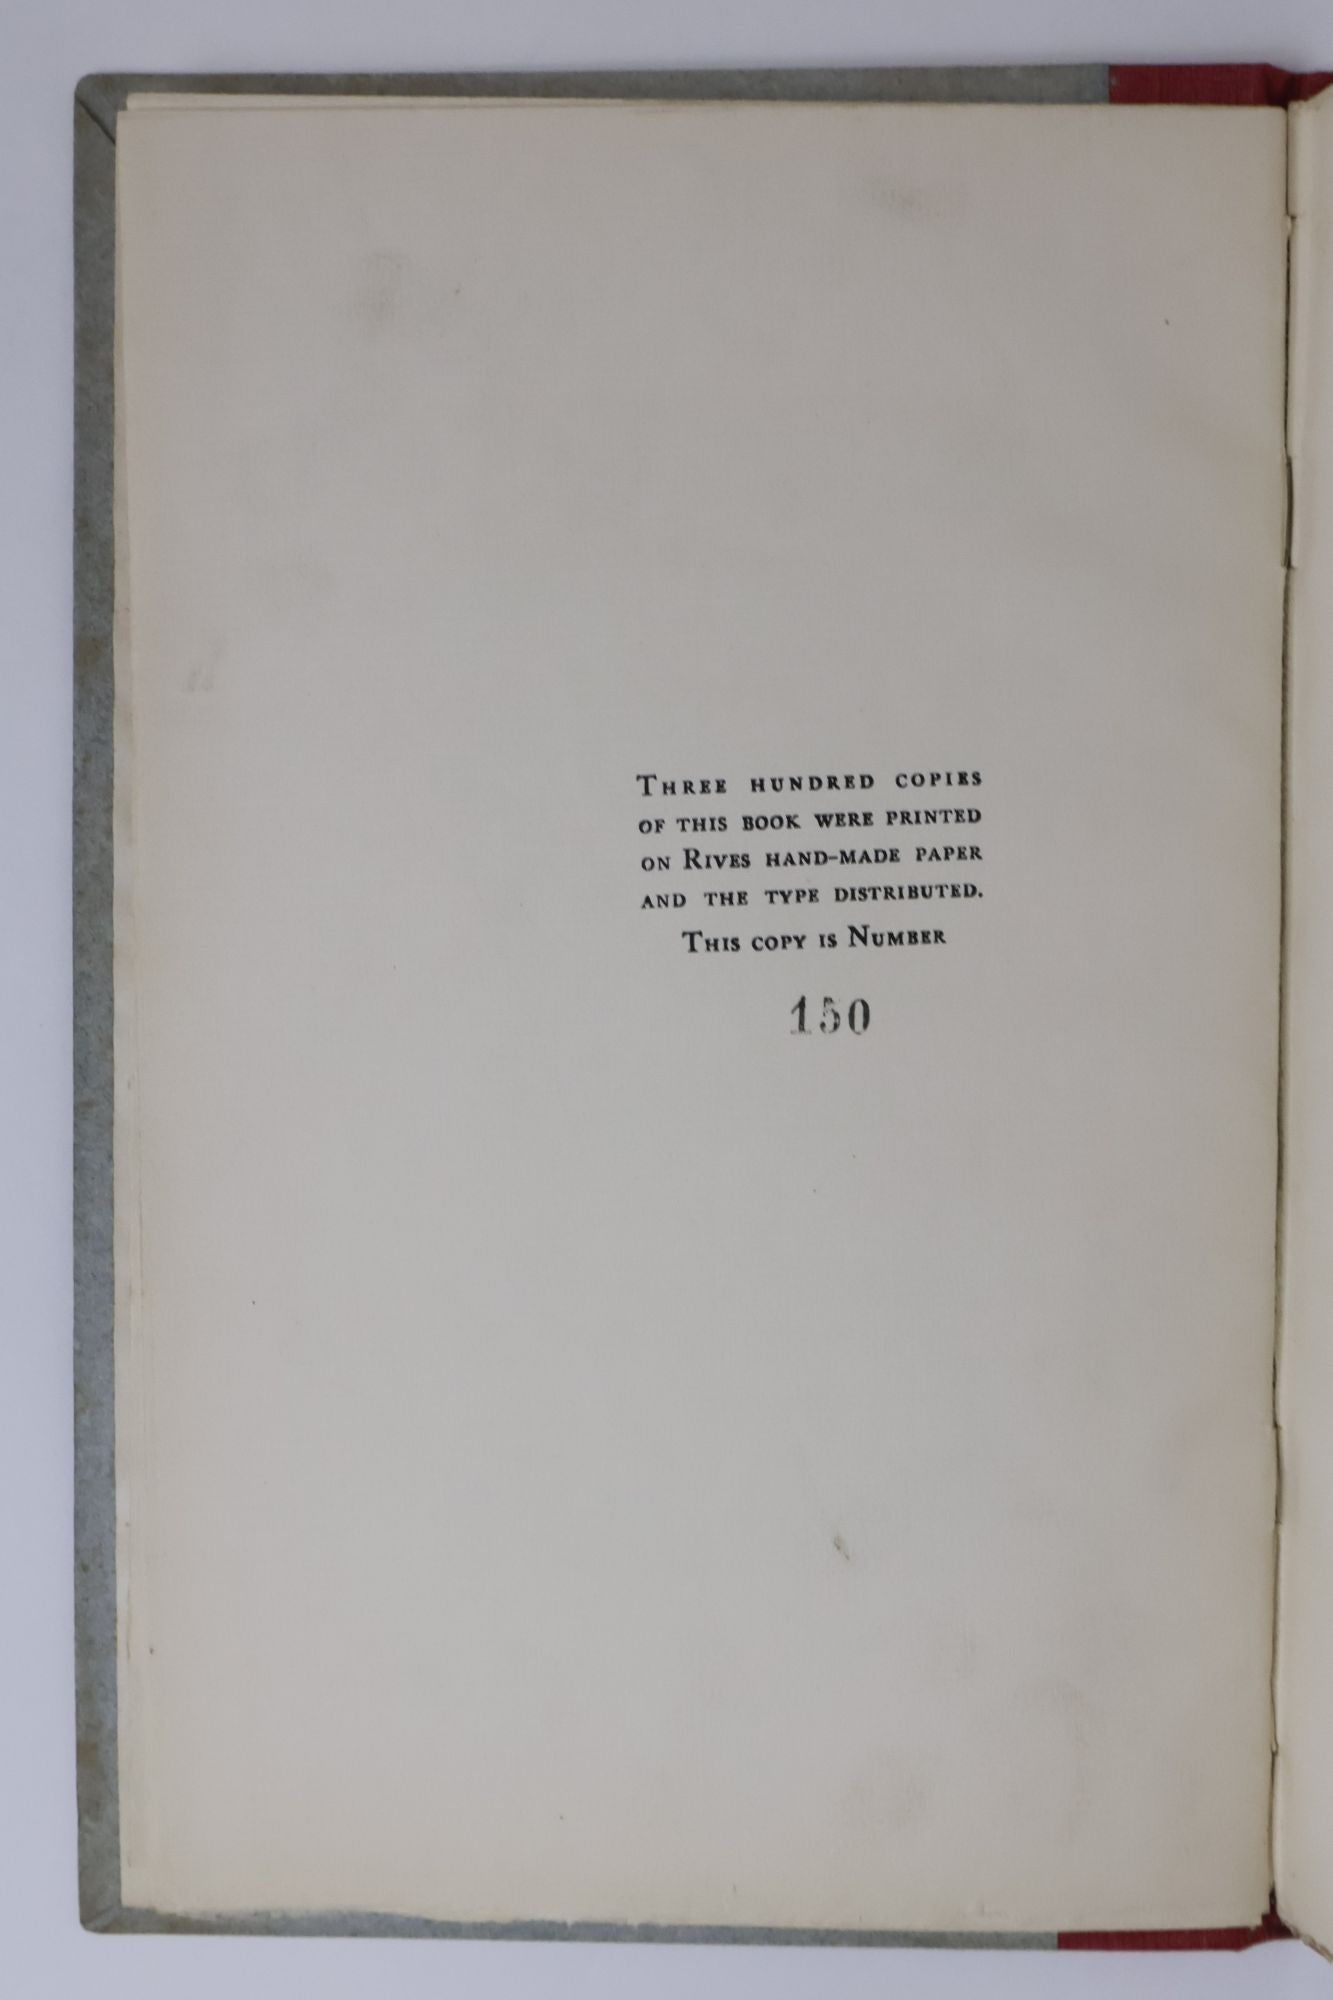 Three hundred copies
of this book were printed
on Rives hand-made paper
and the type distributed.
This copy is Number
150